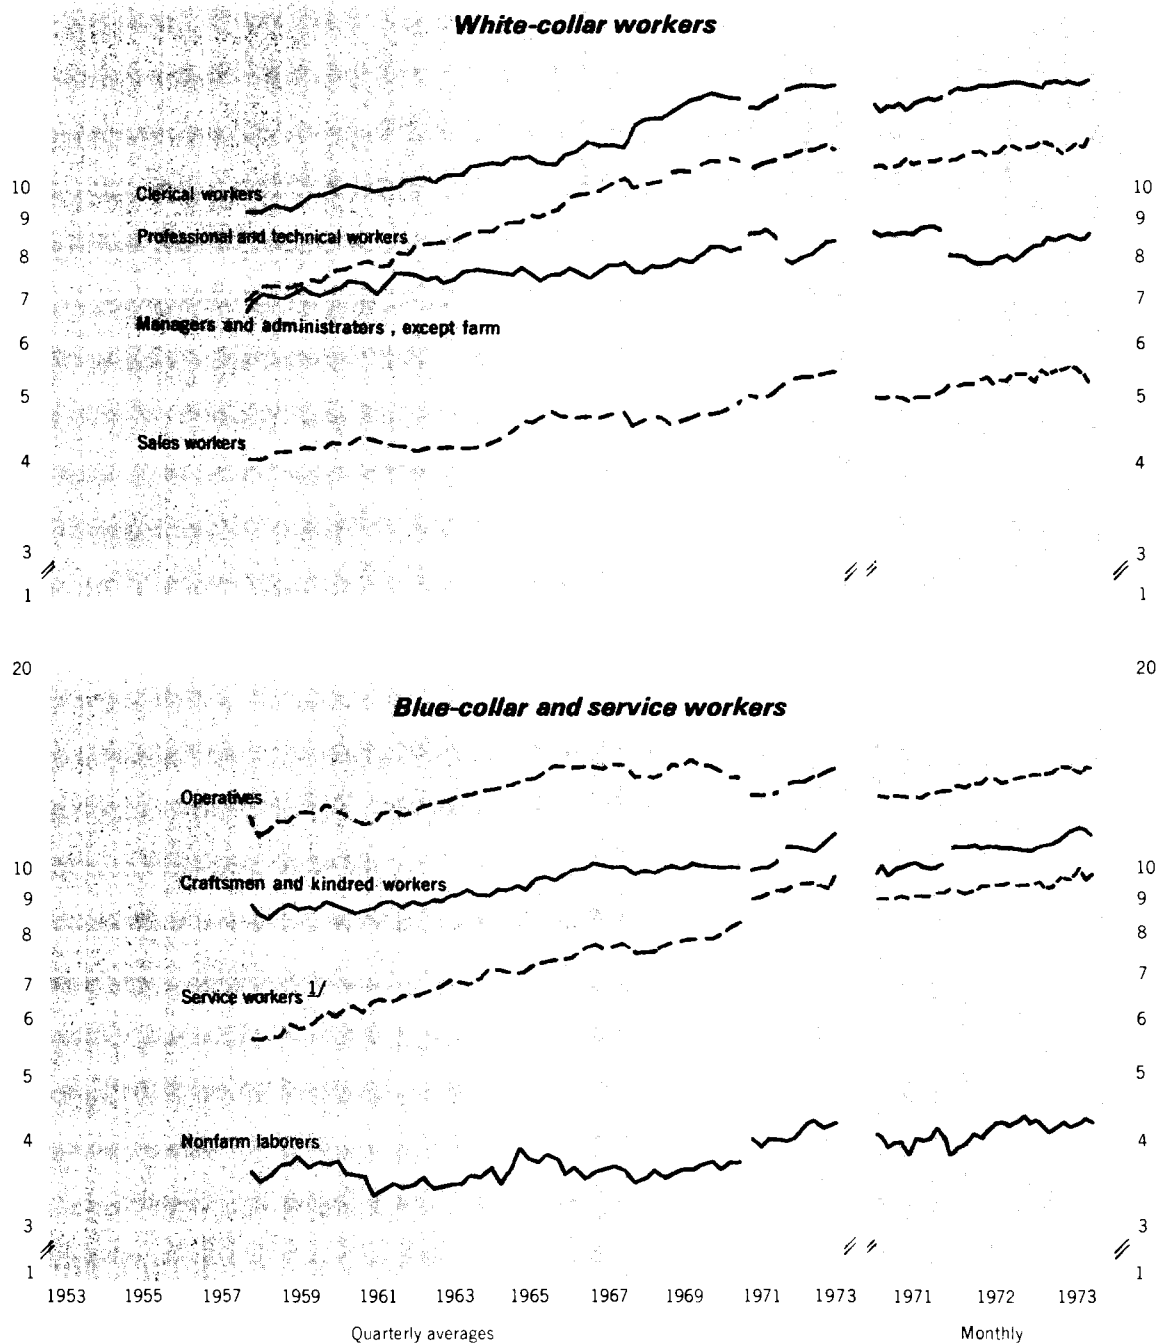 White-collar workers
10 10
Clerical workers
9 9
Professional and technical workers
8 8
7 7
Managers and administrators , except farm
6 6
5 5
Sales workers
4 4
3 3
1 1
20 20
Blue-collar and service workers
Operatives
10 10
Craftsmen and kindred workers
9 9
8 8
7 7
Service workers 1/
6 6
5 5
Nonfarm laborers
4 4
3 3
1 1
1953 1955 1957 1959 1961 1963 1965 1967 1969 1971 1973 1971 1972 1973
Quarterly averages Monthly